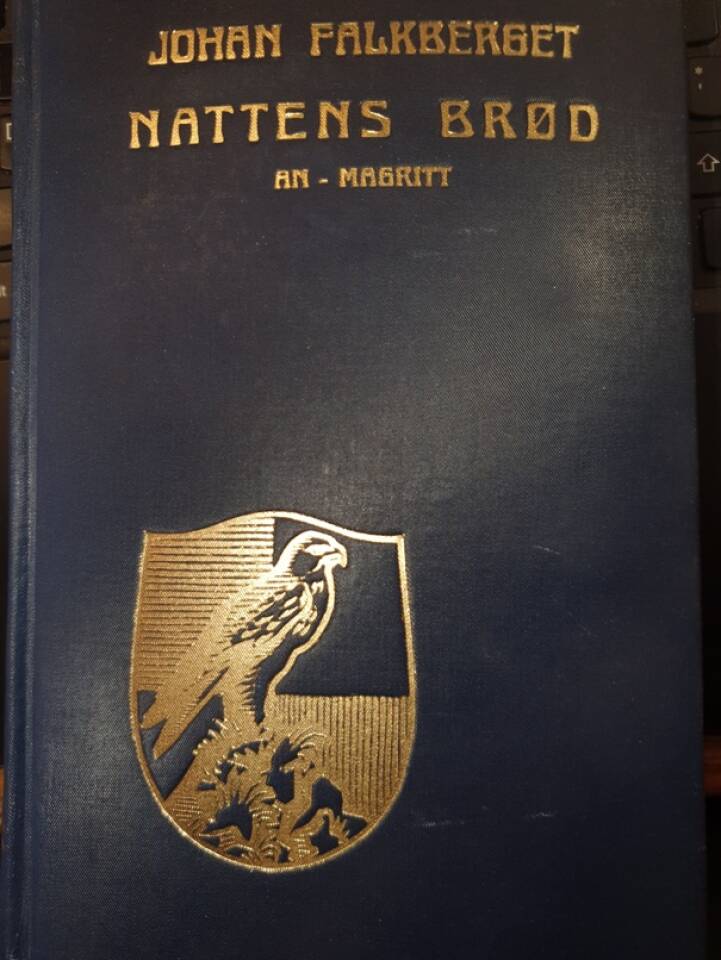 JOHAN FALKBERGET
NATTENS BRØD
AN - MAGRITT